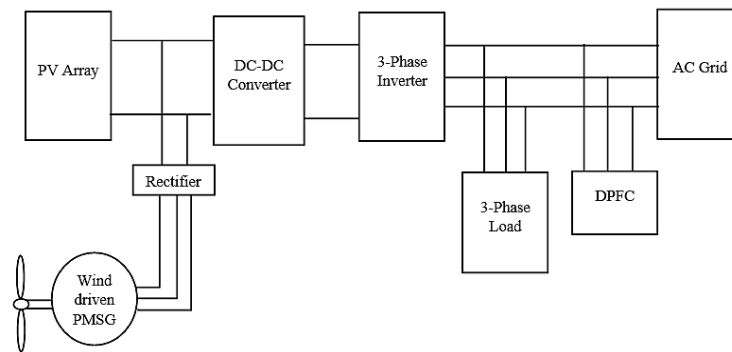 PV Array
DC-DC
Converter
3-Phase
Inverter
AC Grid
Rectifier
3-Phase
Load
DPFC
Wind
driven
PMSG